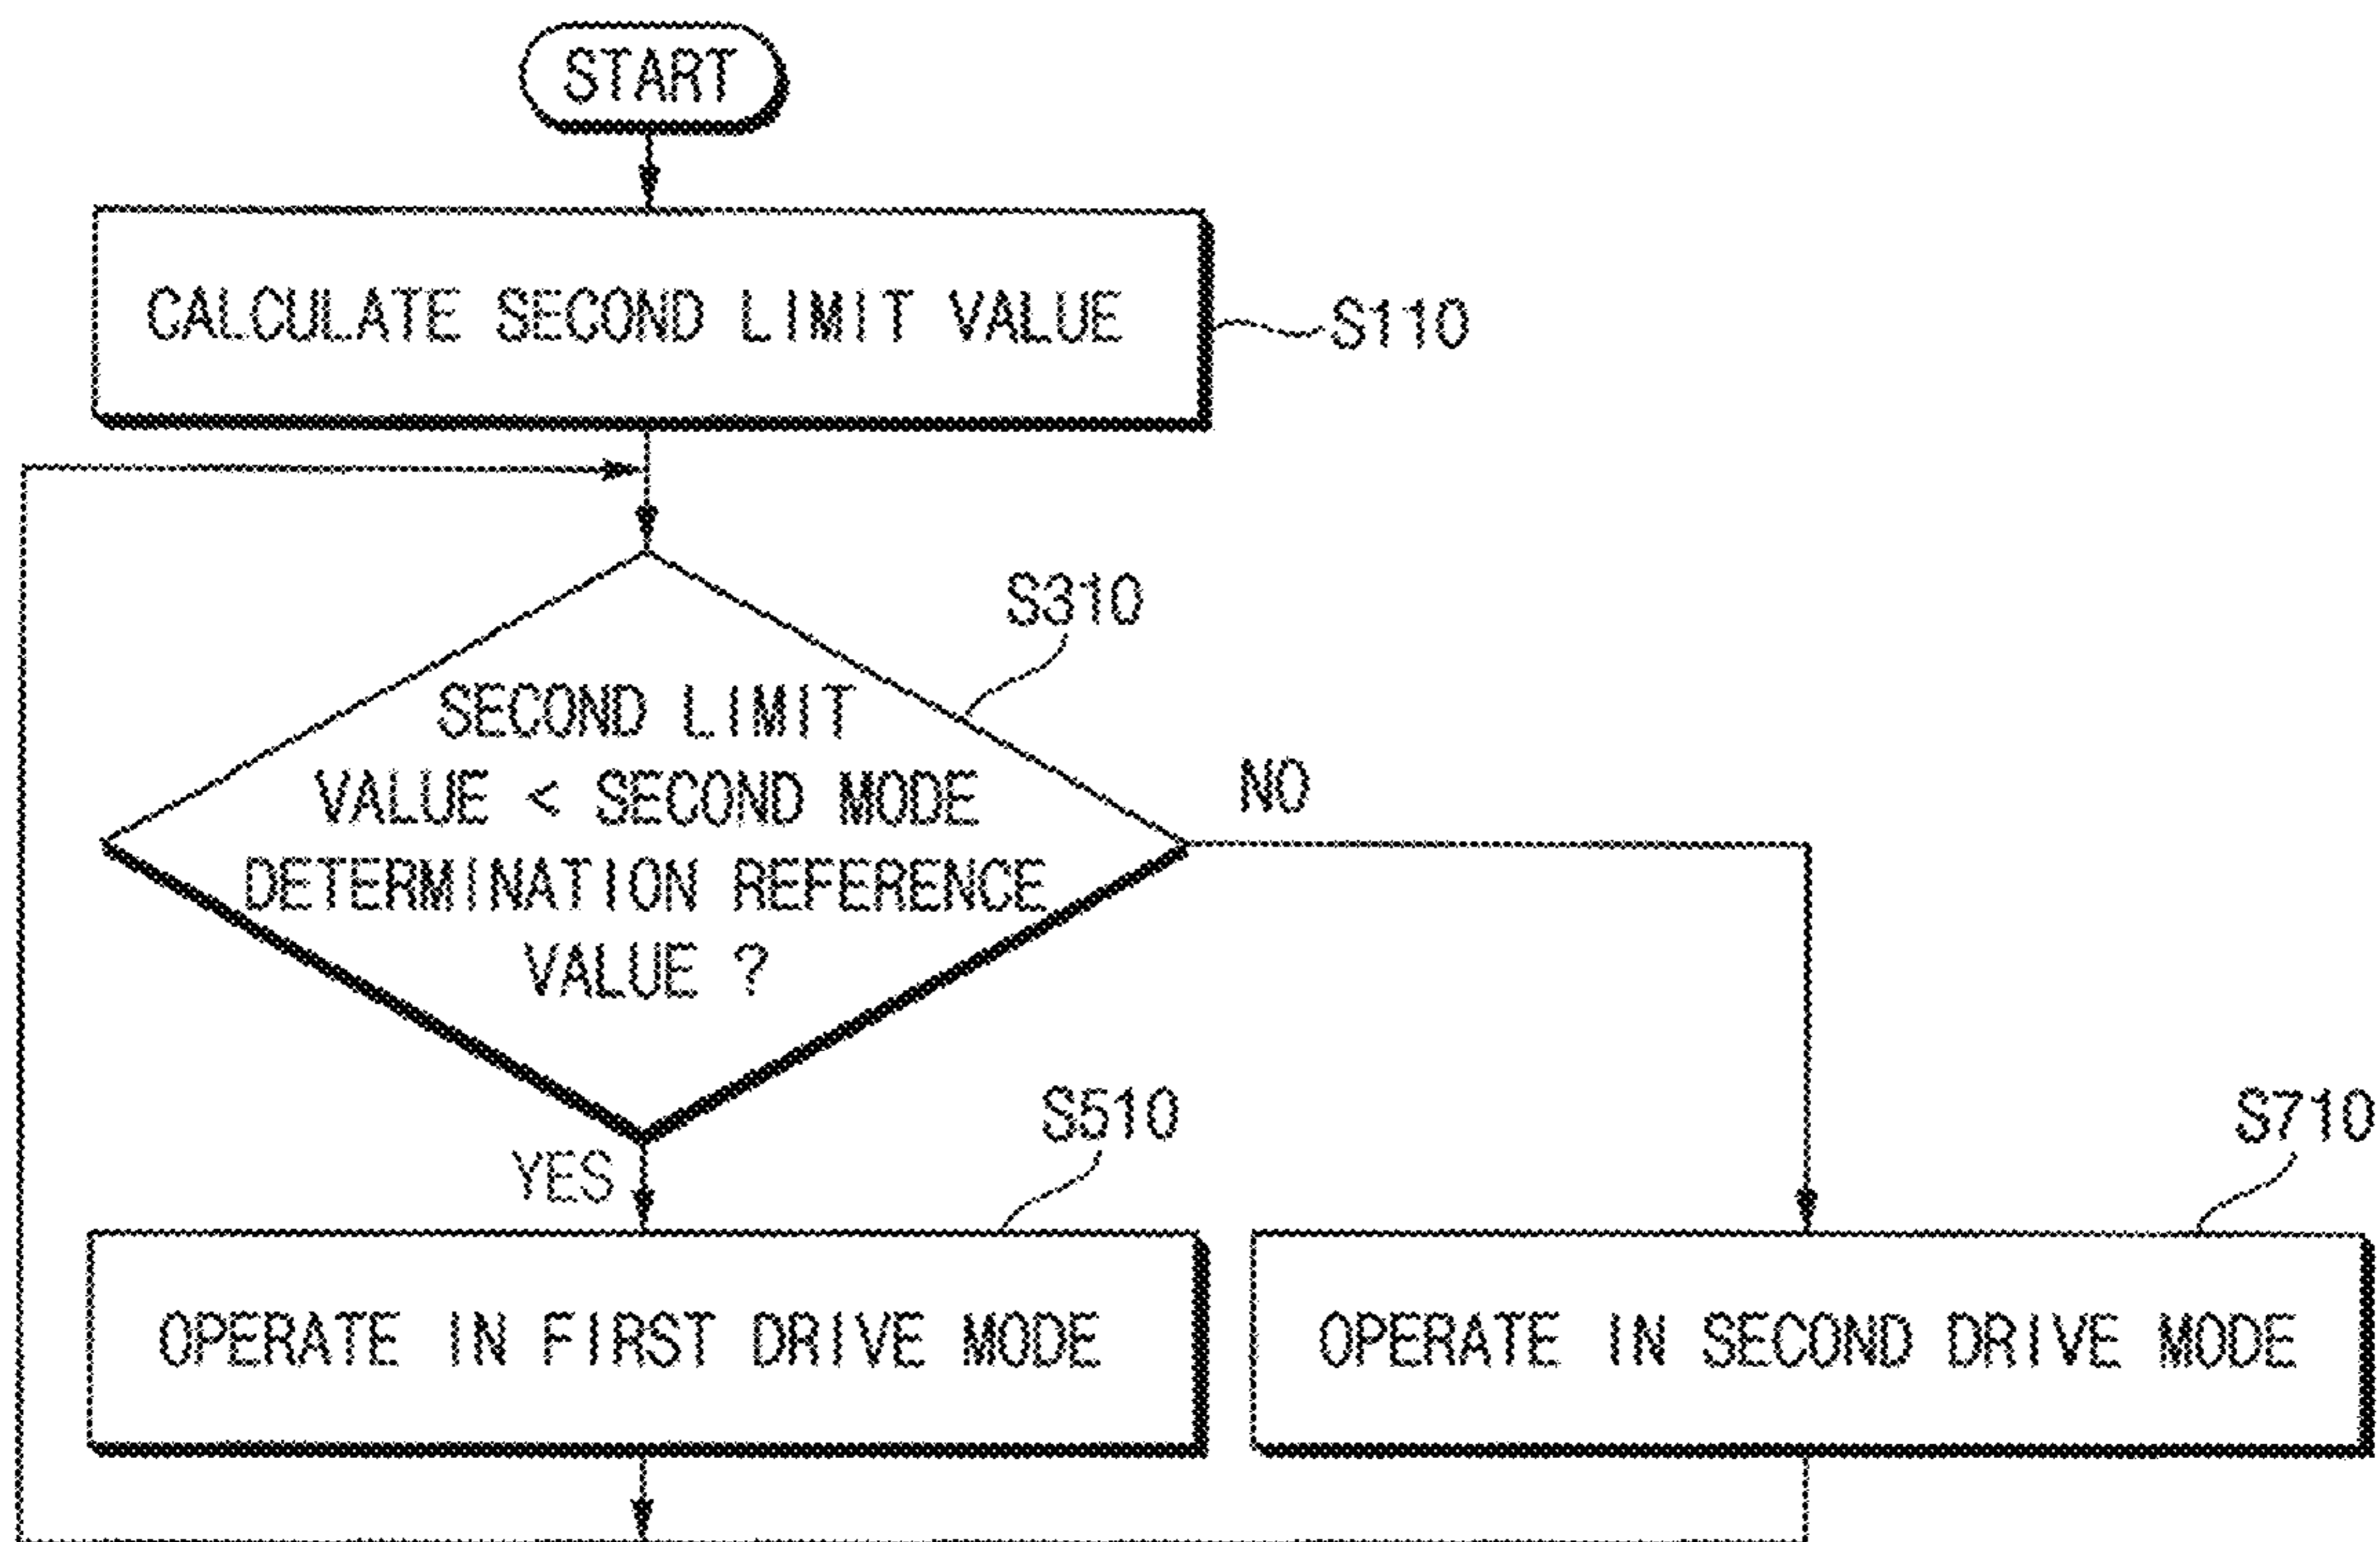 START
CALCULATE SECOND LIMIT VALUE
S110
S310
SECOND LIMIT
VALUE < SECOND MODE
DETERMINATION REFERENCE
VALUE ?
NO
YES
S510
S710
OPERATE IN FIRST DRIVE MODE
OPERATE IN SECOND DRIVE MODE